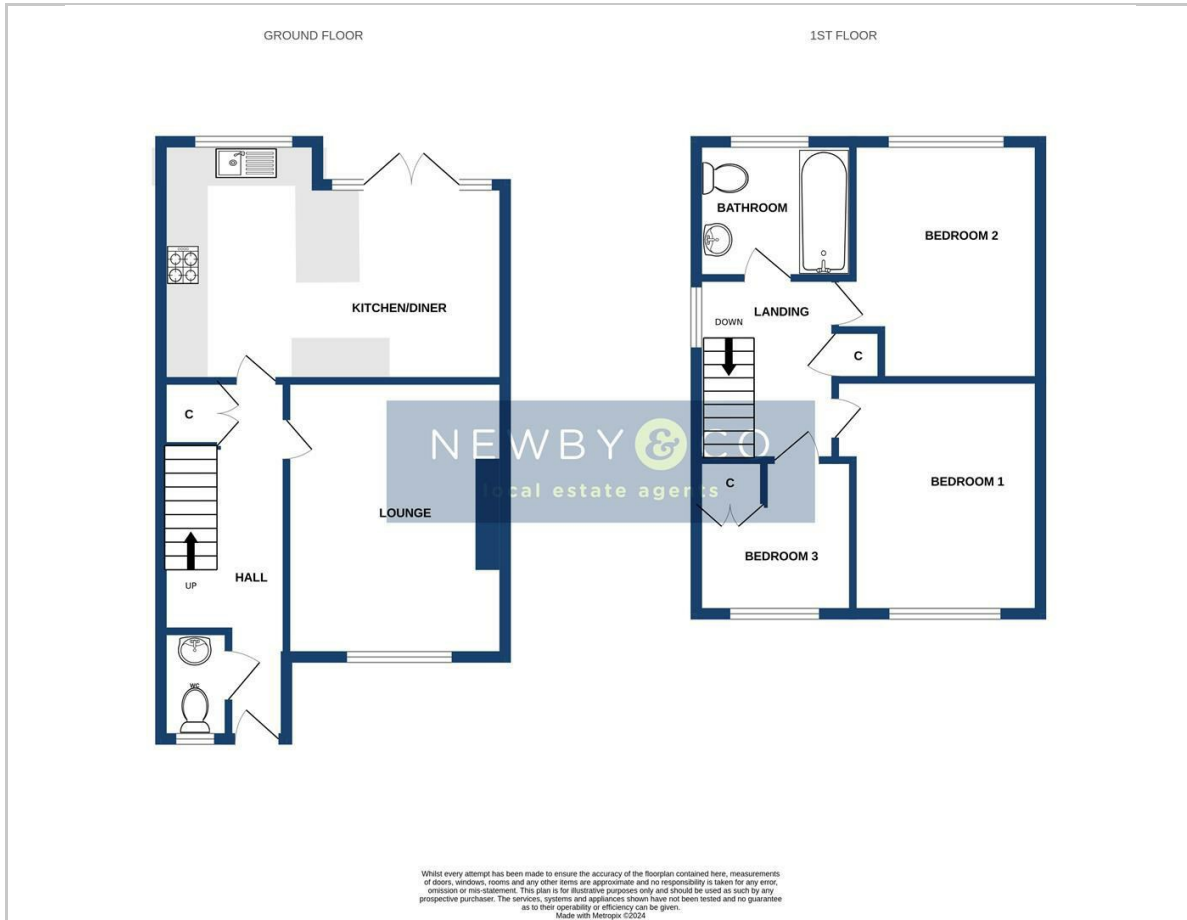 GROUND FLOOR
1ST FLOOR
KITCHEN/DINER
C
LOUNGE
HALL
UP
WC
BATHROOM
BEDROOM 2
LANDING
DOWN
C
BEDROOM 1
C
BEDROOM 3
NEWBY & CO
local estate agents
Whilst every attempt has been made to ensure the accuracy of the floorplan contained here, measurements
of doors, windows, rooms and any other items are approximate and no responsibility is taken for any error,
omission or mis-statement. This plan is for illustrative purposes only and should be used as such by any
prospective purchaser. The services, systems and appliances shown have not been tested and no guarantee
as to their operability or efficiency can be given.
Made with Metropix ©2024